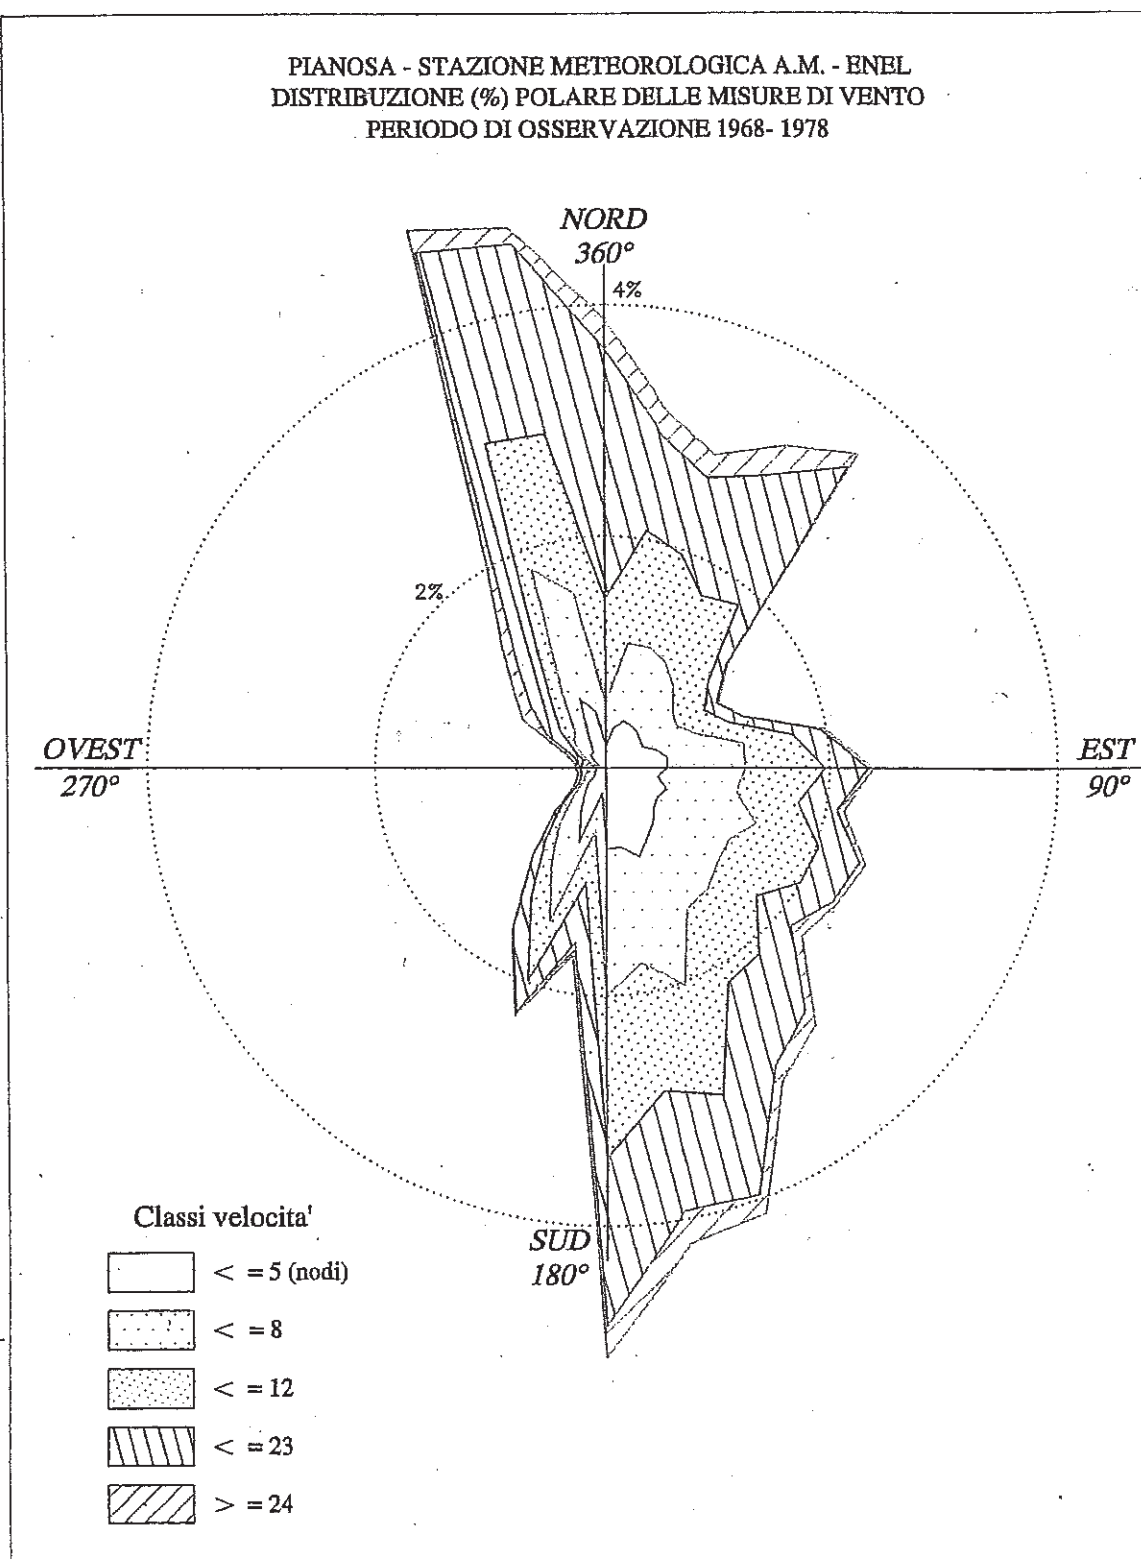 PIANOSA - STAZIONE METEOROLOGICA A.M. - ENEL
DISTRIBUZIONE (%) POLARE DELLE MISURE DI VENTO
PERIODO DI OSSERVAZIONE 1968- 1978
NORD
360°
4%
2%
OVEST
270°
EST
90°
SUD
180°
Classi velocita'
< = 5 (nodi)
< = 8
< = 12
< = 23
> = 24